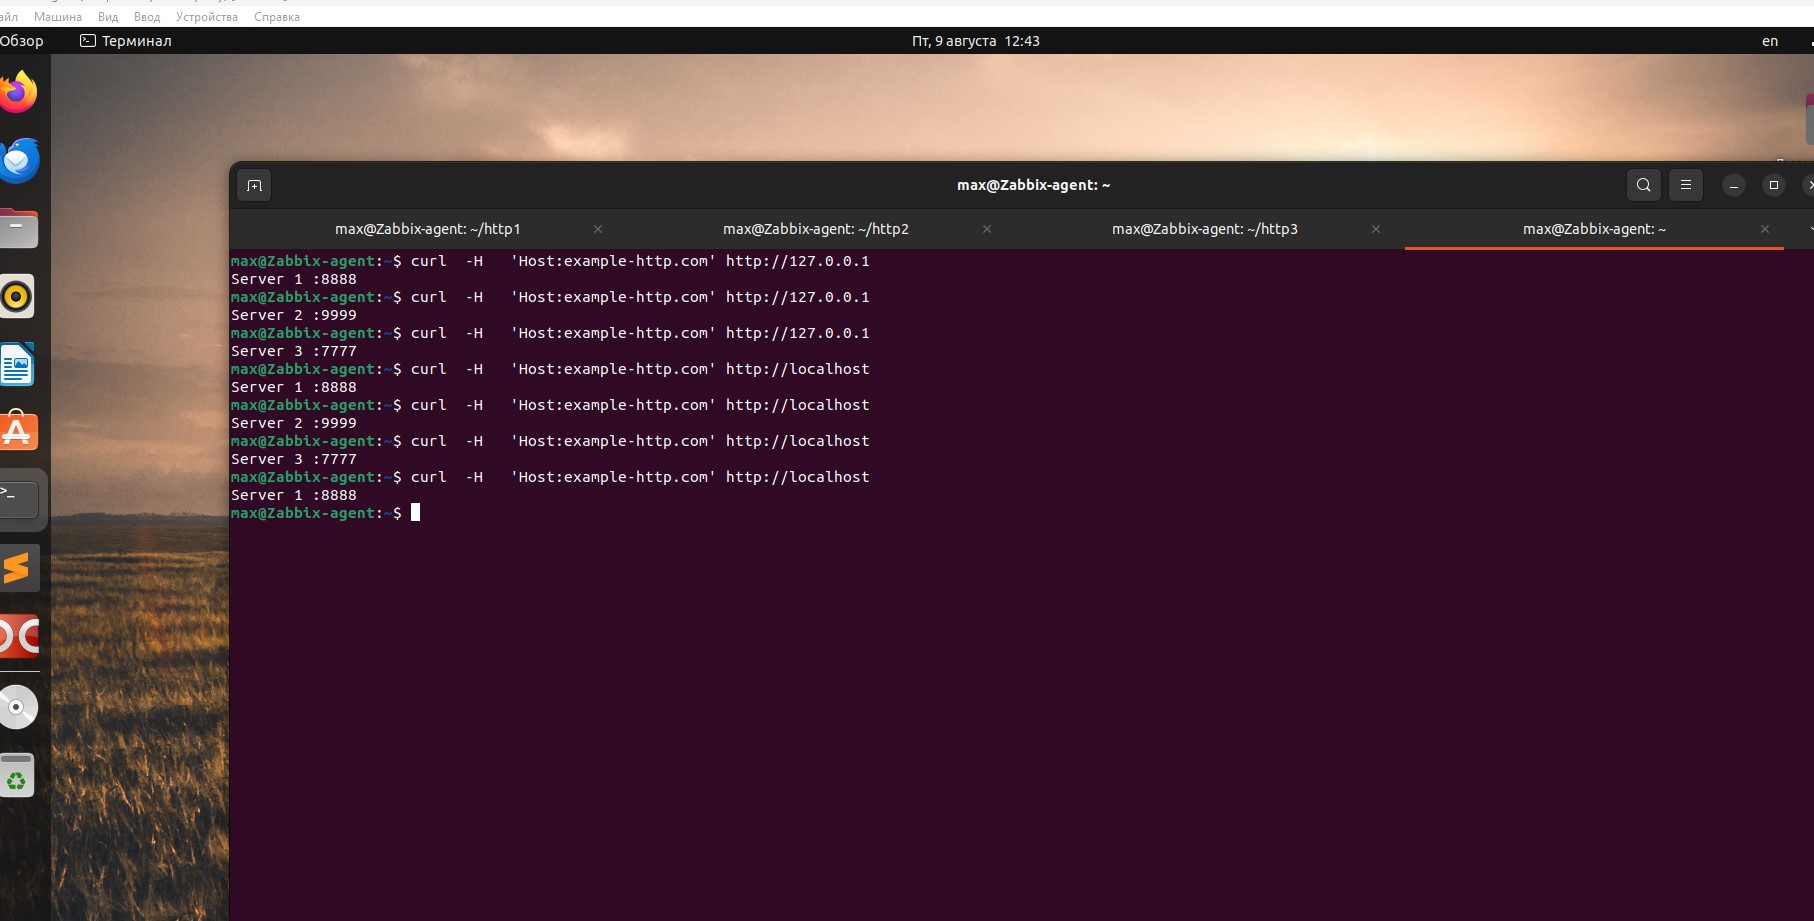 Машина Вид Ввод Устройства Справка
Обзор Терминал Пт, 9 августа 12:43 en
max@Zabbix-agent: ~
max@Zabbix-agent: ~/http1 max@Zabbix-agent: ~/http2 max@Zabbix-agent: ~/http3 max@Zabbix-agent: ~
max@Zabbix-agent:~$ curl  -H   'Host:example-http.com' http://127.0.0.1
Server 1 :8888
max@Zabbix-agent:~$ curl  -H   'Host:example-http.com' http://127.0.0.1
Server 2 :9999
max@Zabbix-agent:~$ curl  -H   'Host:example-http.com' http://127.0.0.1
Server 3 :7777
max@Zabbix-agent:~$ curl  -H   'Host:example-http.com' http://localhost
Server 1 :8888
max@Zabbix-agent:~$ curl  -H   'Host:example-http.com' http://localhost
Server 2 :9999
max@Zabbix-agent:~$ curl  -H   'Host:example-http.com' http://localhost
Server 3 :7777
max@Zabbix-agent:~$ curl  -H   'Host:example-http.com' http://localhost
Server 1 :8888
max@Zabbix-agent:~$